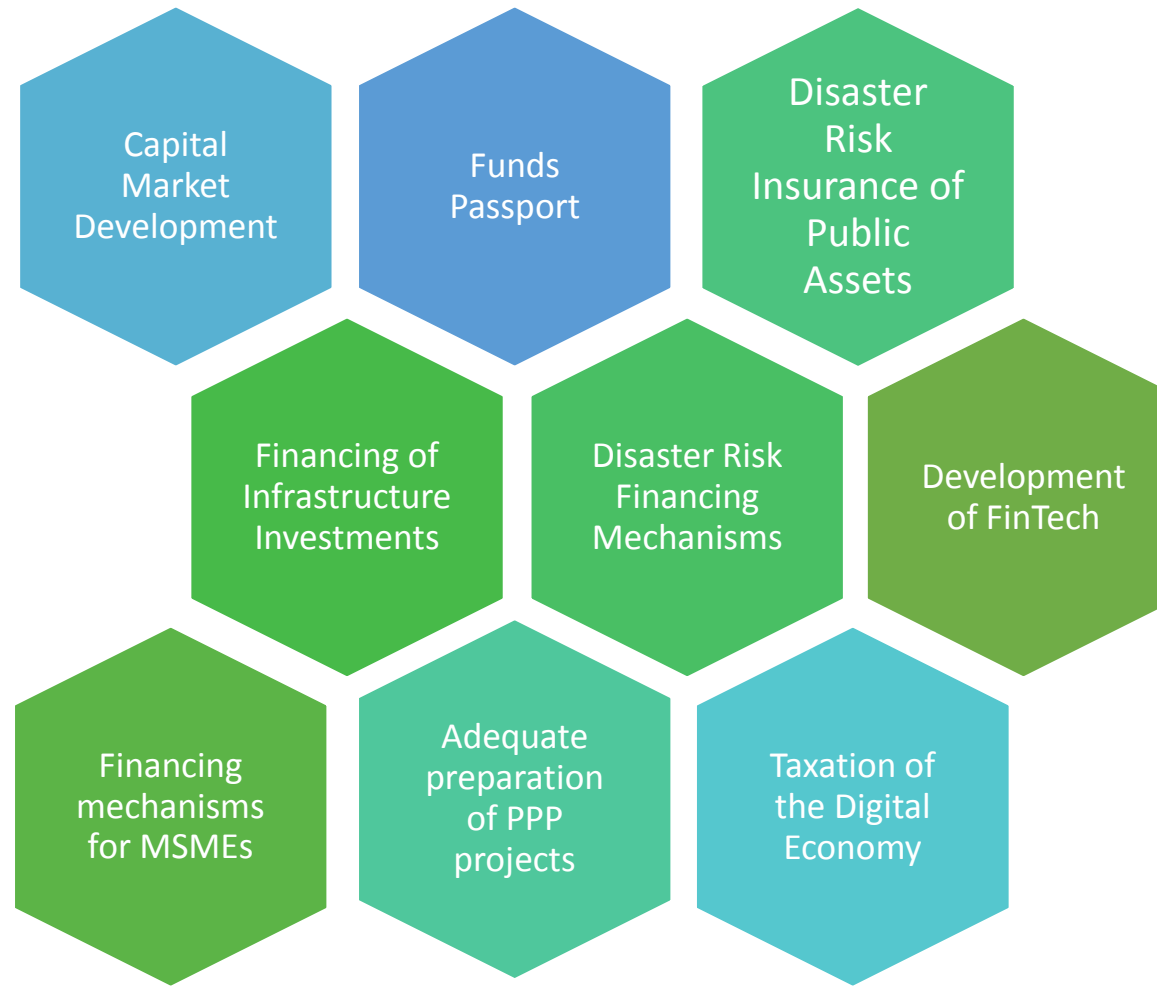 Capital
Market
Development
Funds
Passport
Disaster
Risk
Insurance of
Public
Assets
Financing of
Infrastructure
Investments
Disaster Risk
Financing
Mechanisms
Development
of FinTech
Financing
mechanisms
for MSMEs
Adequate
preparation
of PPP
projects
Taxation of
the Digital
Economy